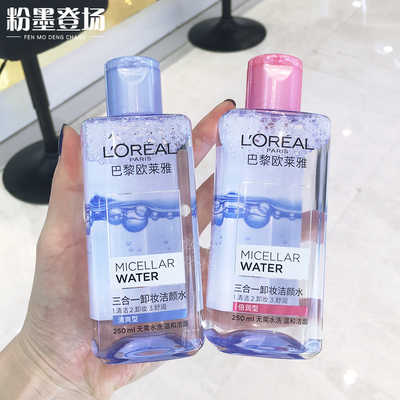 粉墨登场
FEN MO DENG CHANG
L'ORÉAL
PARIS
巴黎欧莱雅
MICELLAR
WATER
三合一卸妆洁颜水
1.清洁 2.卸妆 3.舒润
清爽型
250 ml 无需水洗 温和洁面
L'ORÉAL
PARIS
巴黎欧莱雅
MICELLAR
WATER
三合一卸妆洁颜水
1.清洁 2.卸妆 3.舒润
倍润型
250 ml 无需水洗 温和洁面